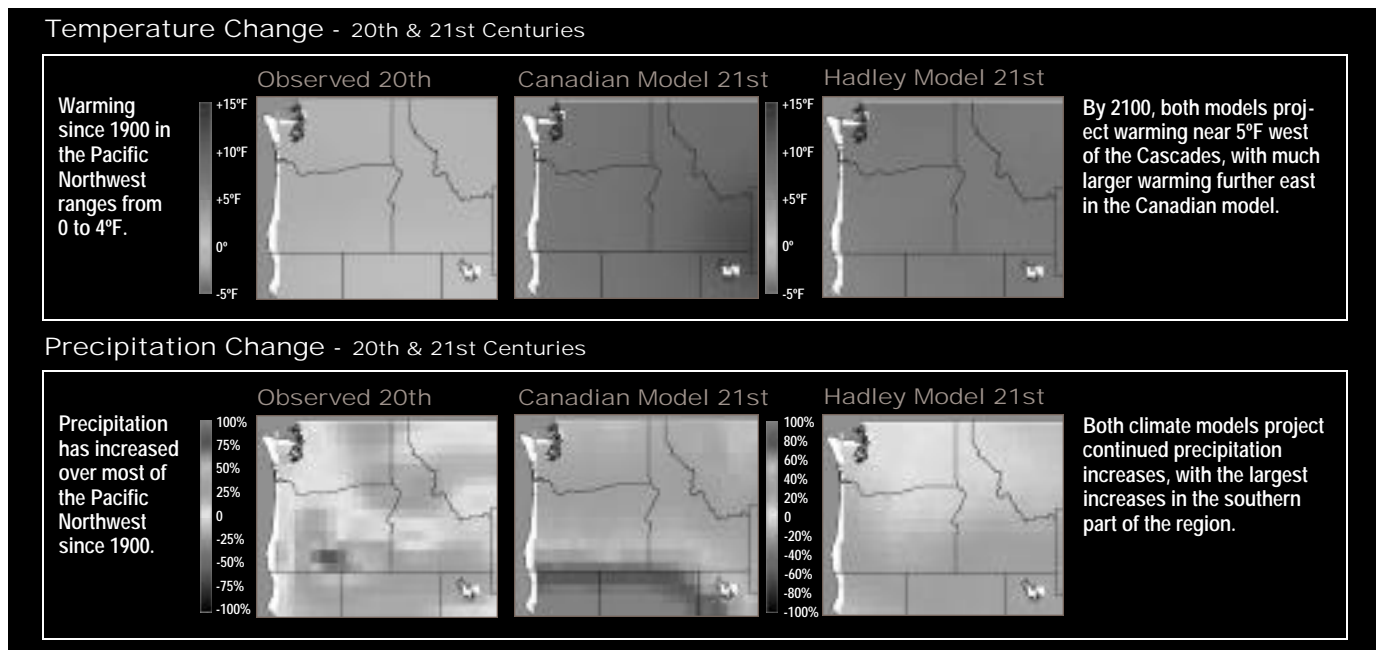 Temperature Change - 20th & 21st Centuries
Observed 20th
Canadian Model 21st
Hadley Model 21st
Warming
since 1900 in
the Pacific
Northwest
ranges from
0 to 4ºF.
+15ºF
+10ºF
+5ºF
0º
-5ºF
+15ºF
+10ºF
+5ºF
0º
-5ºF
By 2100, both models proj-
ect warming near 5ºF west
of the Cascades, with much
larger warming further east
in the Canadian model.
Precipitation Change - 20th & 21st Centuries
Observed 20th
Canadian Model 21st
Hadley Model 21st
Precipitation
has increased
over most of
the Pacific
Northwest
since 1900.
100%
75%
50%
25%
0
-25%
-50%
-75%
-100%
100%
80%
60%
40%
20%
0
-20%
-40%
-60%
-80%
-100%
Both climate models project
continued precipitation
increases, with the largest
increases in the southern
part of the region.